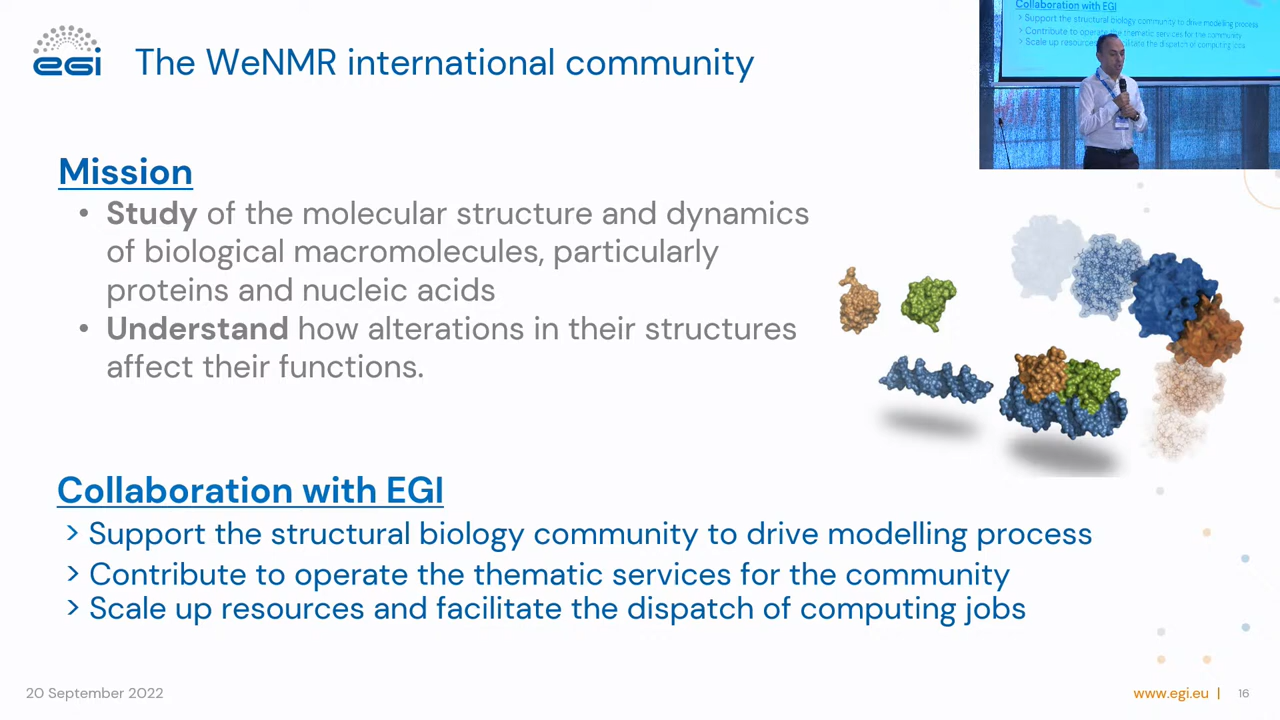 EGI
The WeNMR international community
Collaboration with EGI
> Support the structural biology community to drive modelling process
> Contribute to operate the thematic services for the community
> Scale up resources facilitate the dispatch of computing jobs
Mission
• Study of the molecular structure and dynamics
of biological macromolecules, particularly
proteins and nucleic acids
• Understand how alterations in their structures
affect their functions.
Collaboration with EGI
> Support the structural biology community to drive modelling process
> Contribute to operate the thematic services for the community
> Scale up resources and facilitate the dispatch of computing jobs
20 September 2022
www.egi.eu |
16